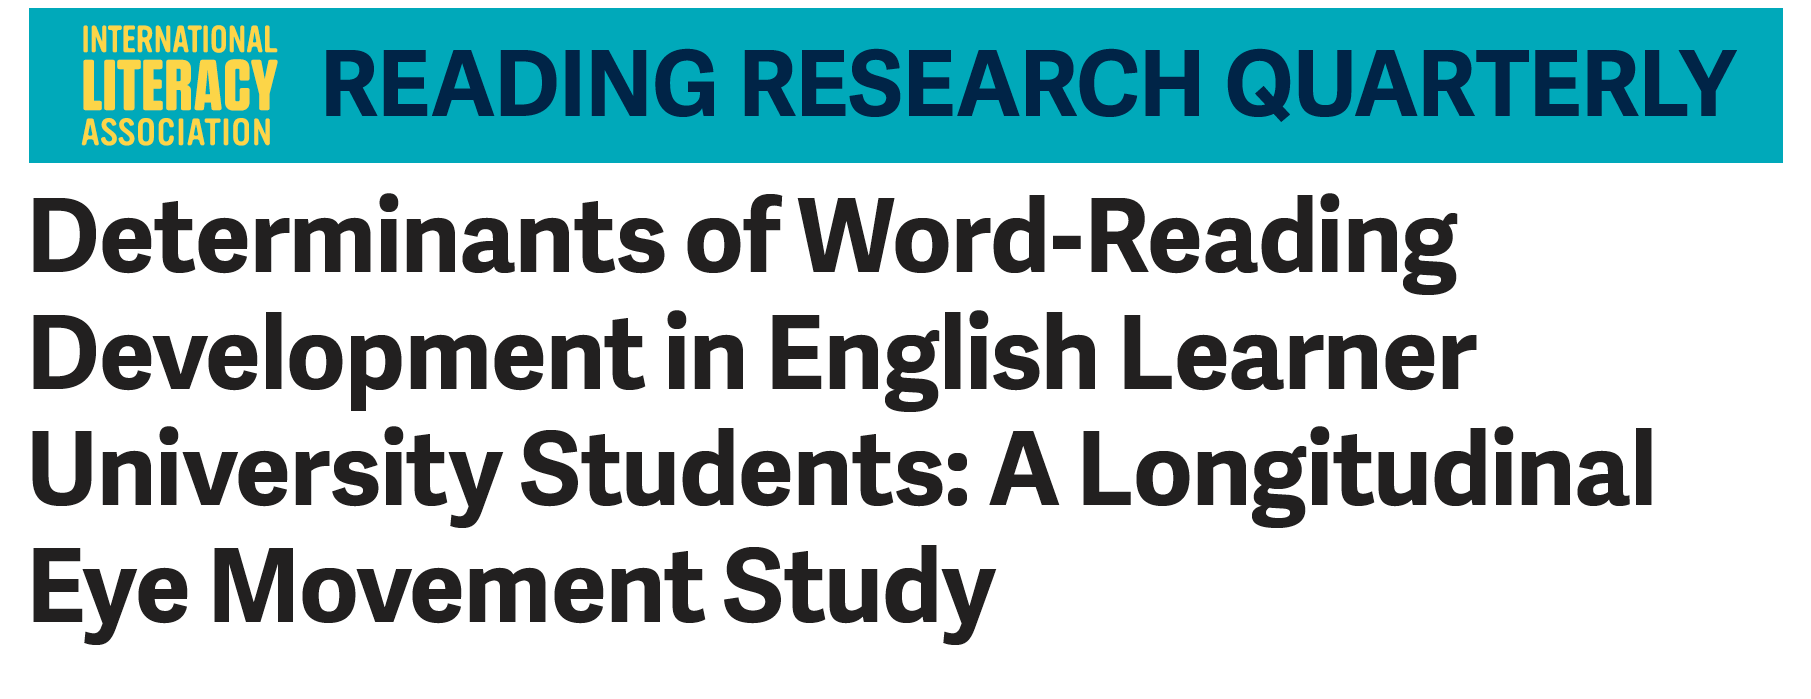 INTERNATIONAL
LITERACY
ASSOCIATION
READING RESEARCH QUARTERLY
Determinants of Word-Reading
Development in English Learner
University Students: A Longitudinal
Eye Movement Study